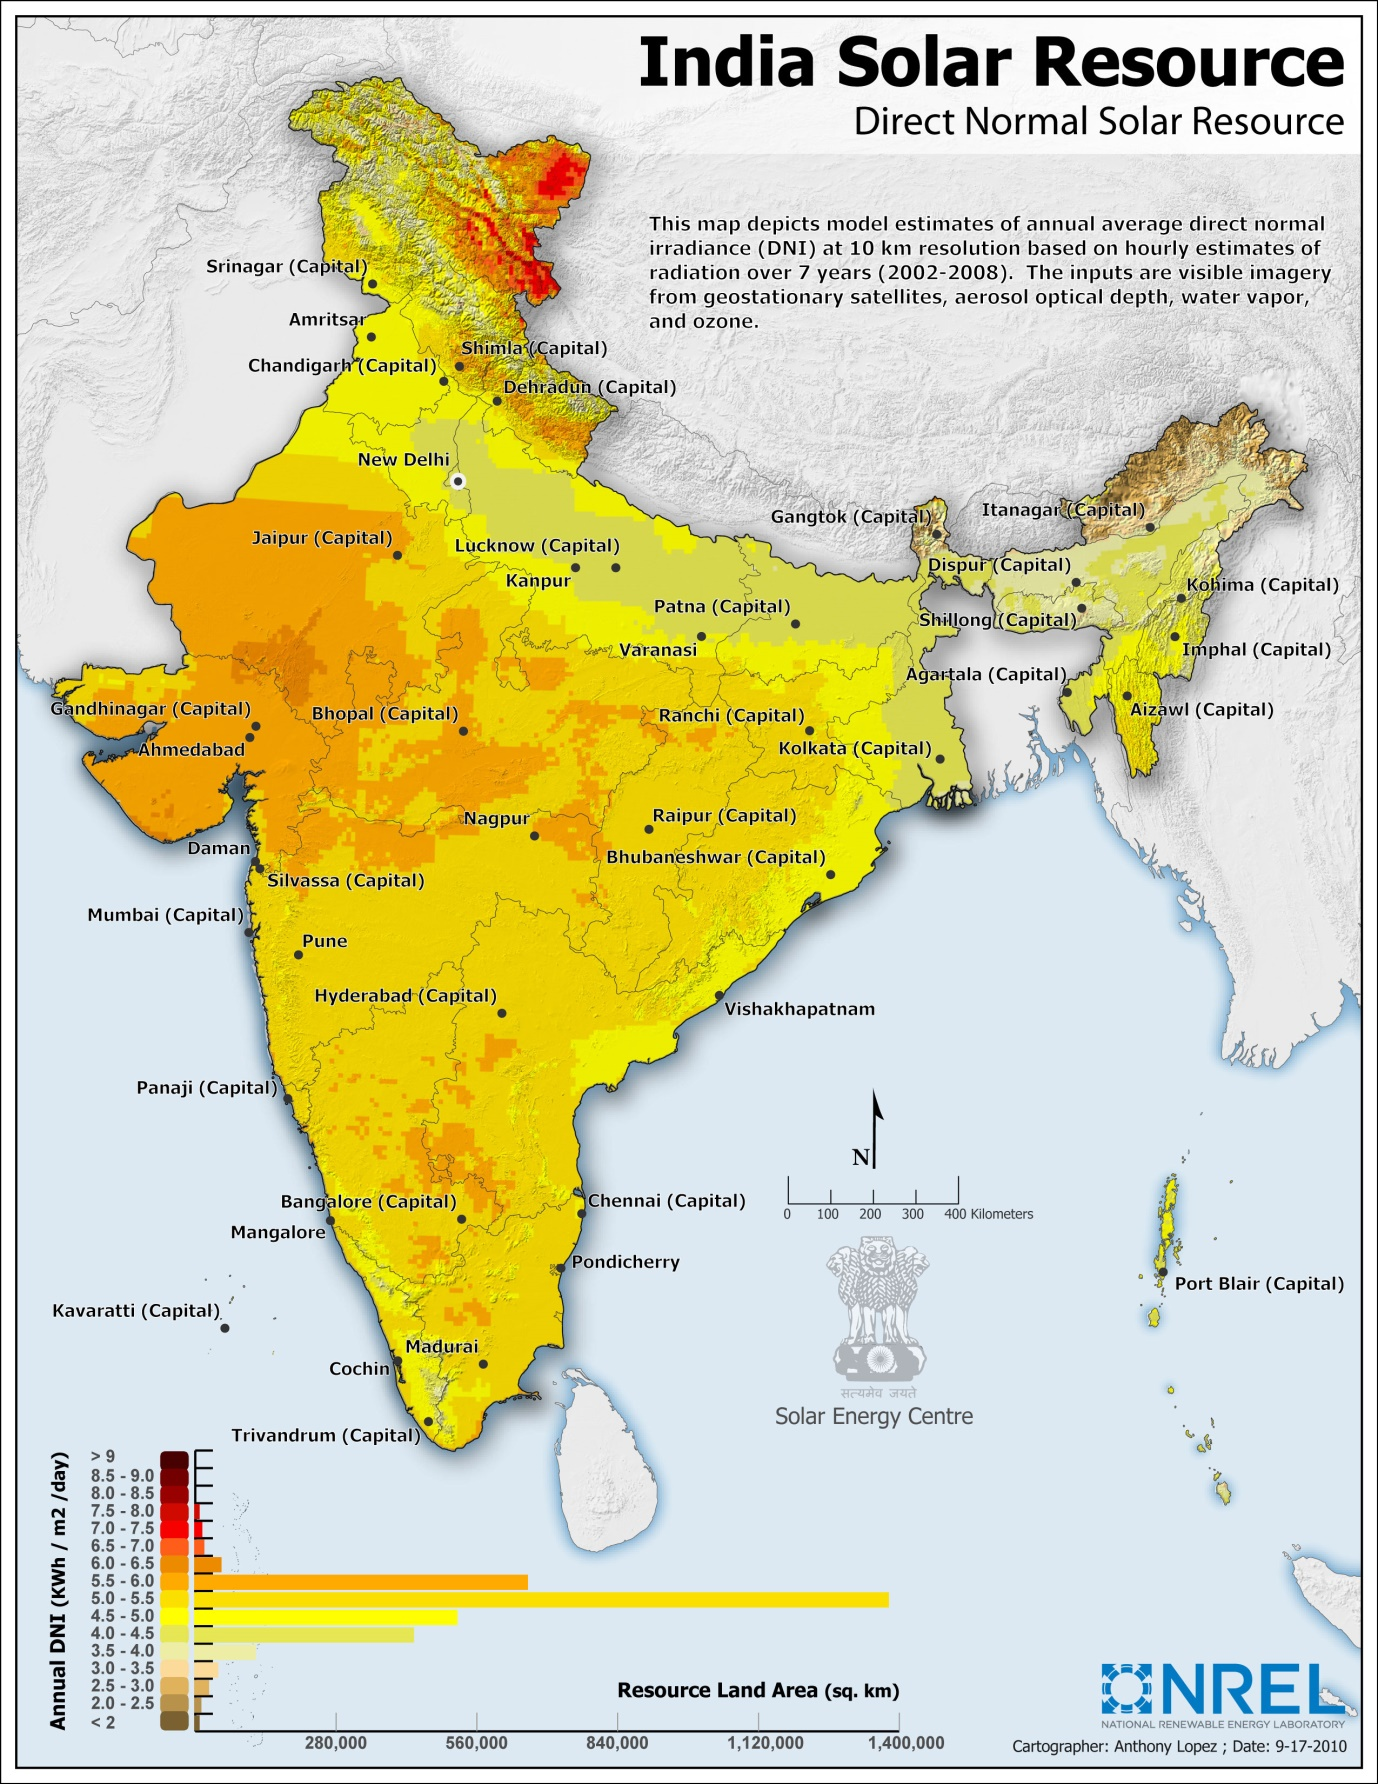 India Solar Resource
Direct Normal Solar Resource
This map depicts model estimates of annual average direct normal
irradiance (DNI) at 10 km resolution based on hourly estimates of
radiation over 7 years (2002-2008). The inputs are visible imagery
from geostationary satellites, aerosol optical depth, water vapor,
and ozone.
Srinagar (Capital)
Amritsar
Shimla (Capital)
Chandigarh (Capital)
Dehradun (Capital)
New Delhi
Itanagar (Capital)
Gangtok (Capital)
Jaipur (Capital)
Lucknow (Capital)
Dispur (Capital)
Kanpur
Kohima (Capital)
Patna (Capital)
Shillong (Capital)
Varanasi
Imphal (Capital)
Agartala (Capital)
Gandhinagar (Capital)
Bhopal (Capital)
Ranchi (Capital)
Aizawl (Capital)
Ahmedabad
Kolkata (Capital)
Nagpur
Raipur (Capital)
Daman
Bhubaneshwar (Capital)
Silvassa (Capital)
Mumbai (Capital)
Pune
Hyderabad (Capital)
Vishakhapatnam
Panaji (Capital)
N
Bangalore (Capital)
Chennai (Capital)
0 100 200 300 400 Kilometers
Mangalore
Pondicherry
Port Blair (Capital)
Kavaratti (Capital)
Madurai
Cochin
सत्यमेव जयते
Solar Energy Centre
Trivandrum (Capital)
Annual DNI (KWh / m2 /day)
> 9
8.5 - 9.0
8.0 - 8.5
7.5 - 8.0
7.0 - 7.5
6.5 - 7.0
6.0 - 6.5
5.5 - 6.0
5.0 - 5.5
4.5 - 5.0
4.0 - 4.5
3.5 - 4.0
3.0 - 3.5
2.5 - 3.0
2.0 - 2.5
< 2
Resource Land Area (sq. km)
280,000 560,000 840,000 1,120,000 1,400,000
NREL
NATIONAL RENEWABLE ENERGY LABORATORY
Cartographer: Anthony Lopez ; Date: 9-17-2010